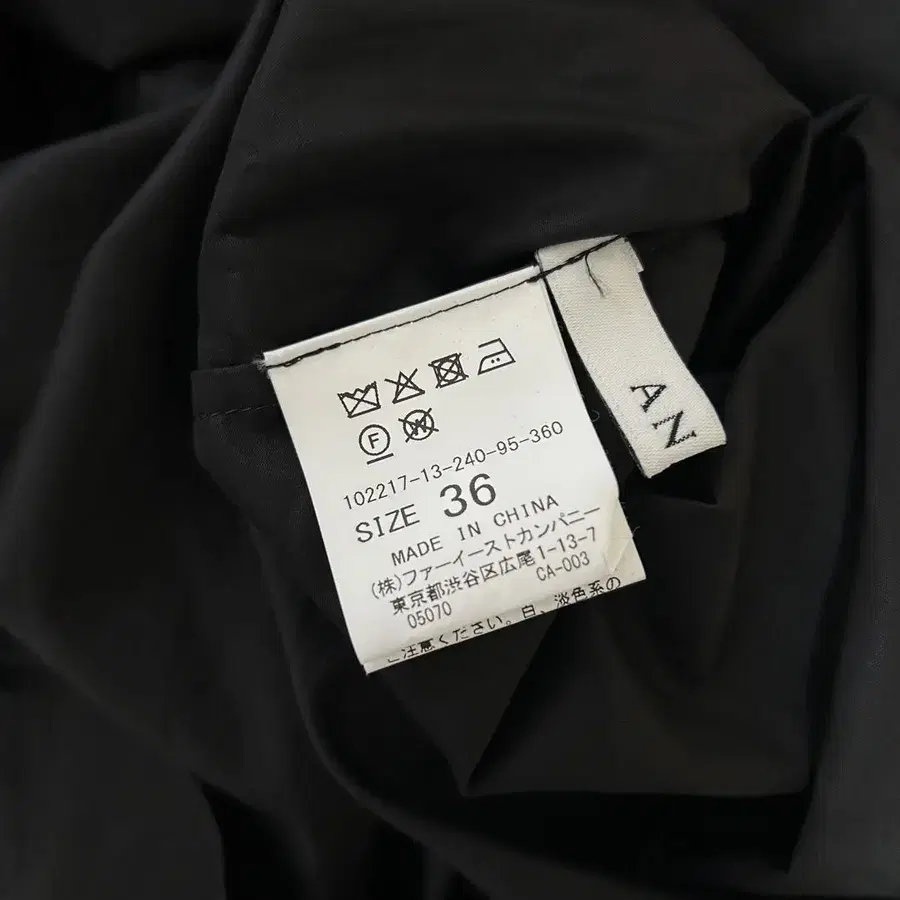 102217-13-240-95-360
SIZE 36
MADE IN CHINA
(株)ファーイーストカンパニー
東京都渋谷区広尾1-13-7
05070 CA-003
ご注意ください。白、淡色系の
AN